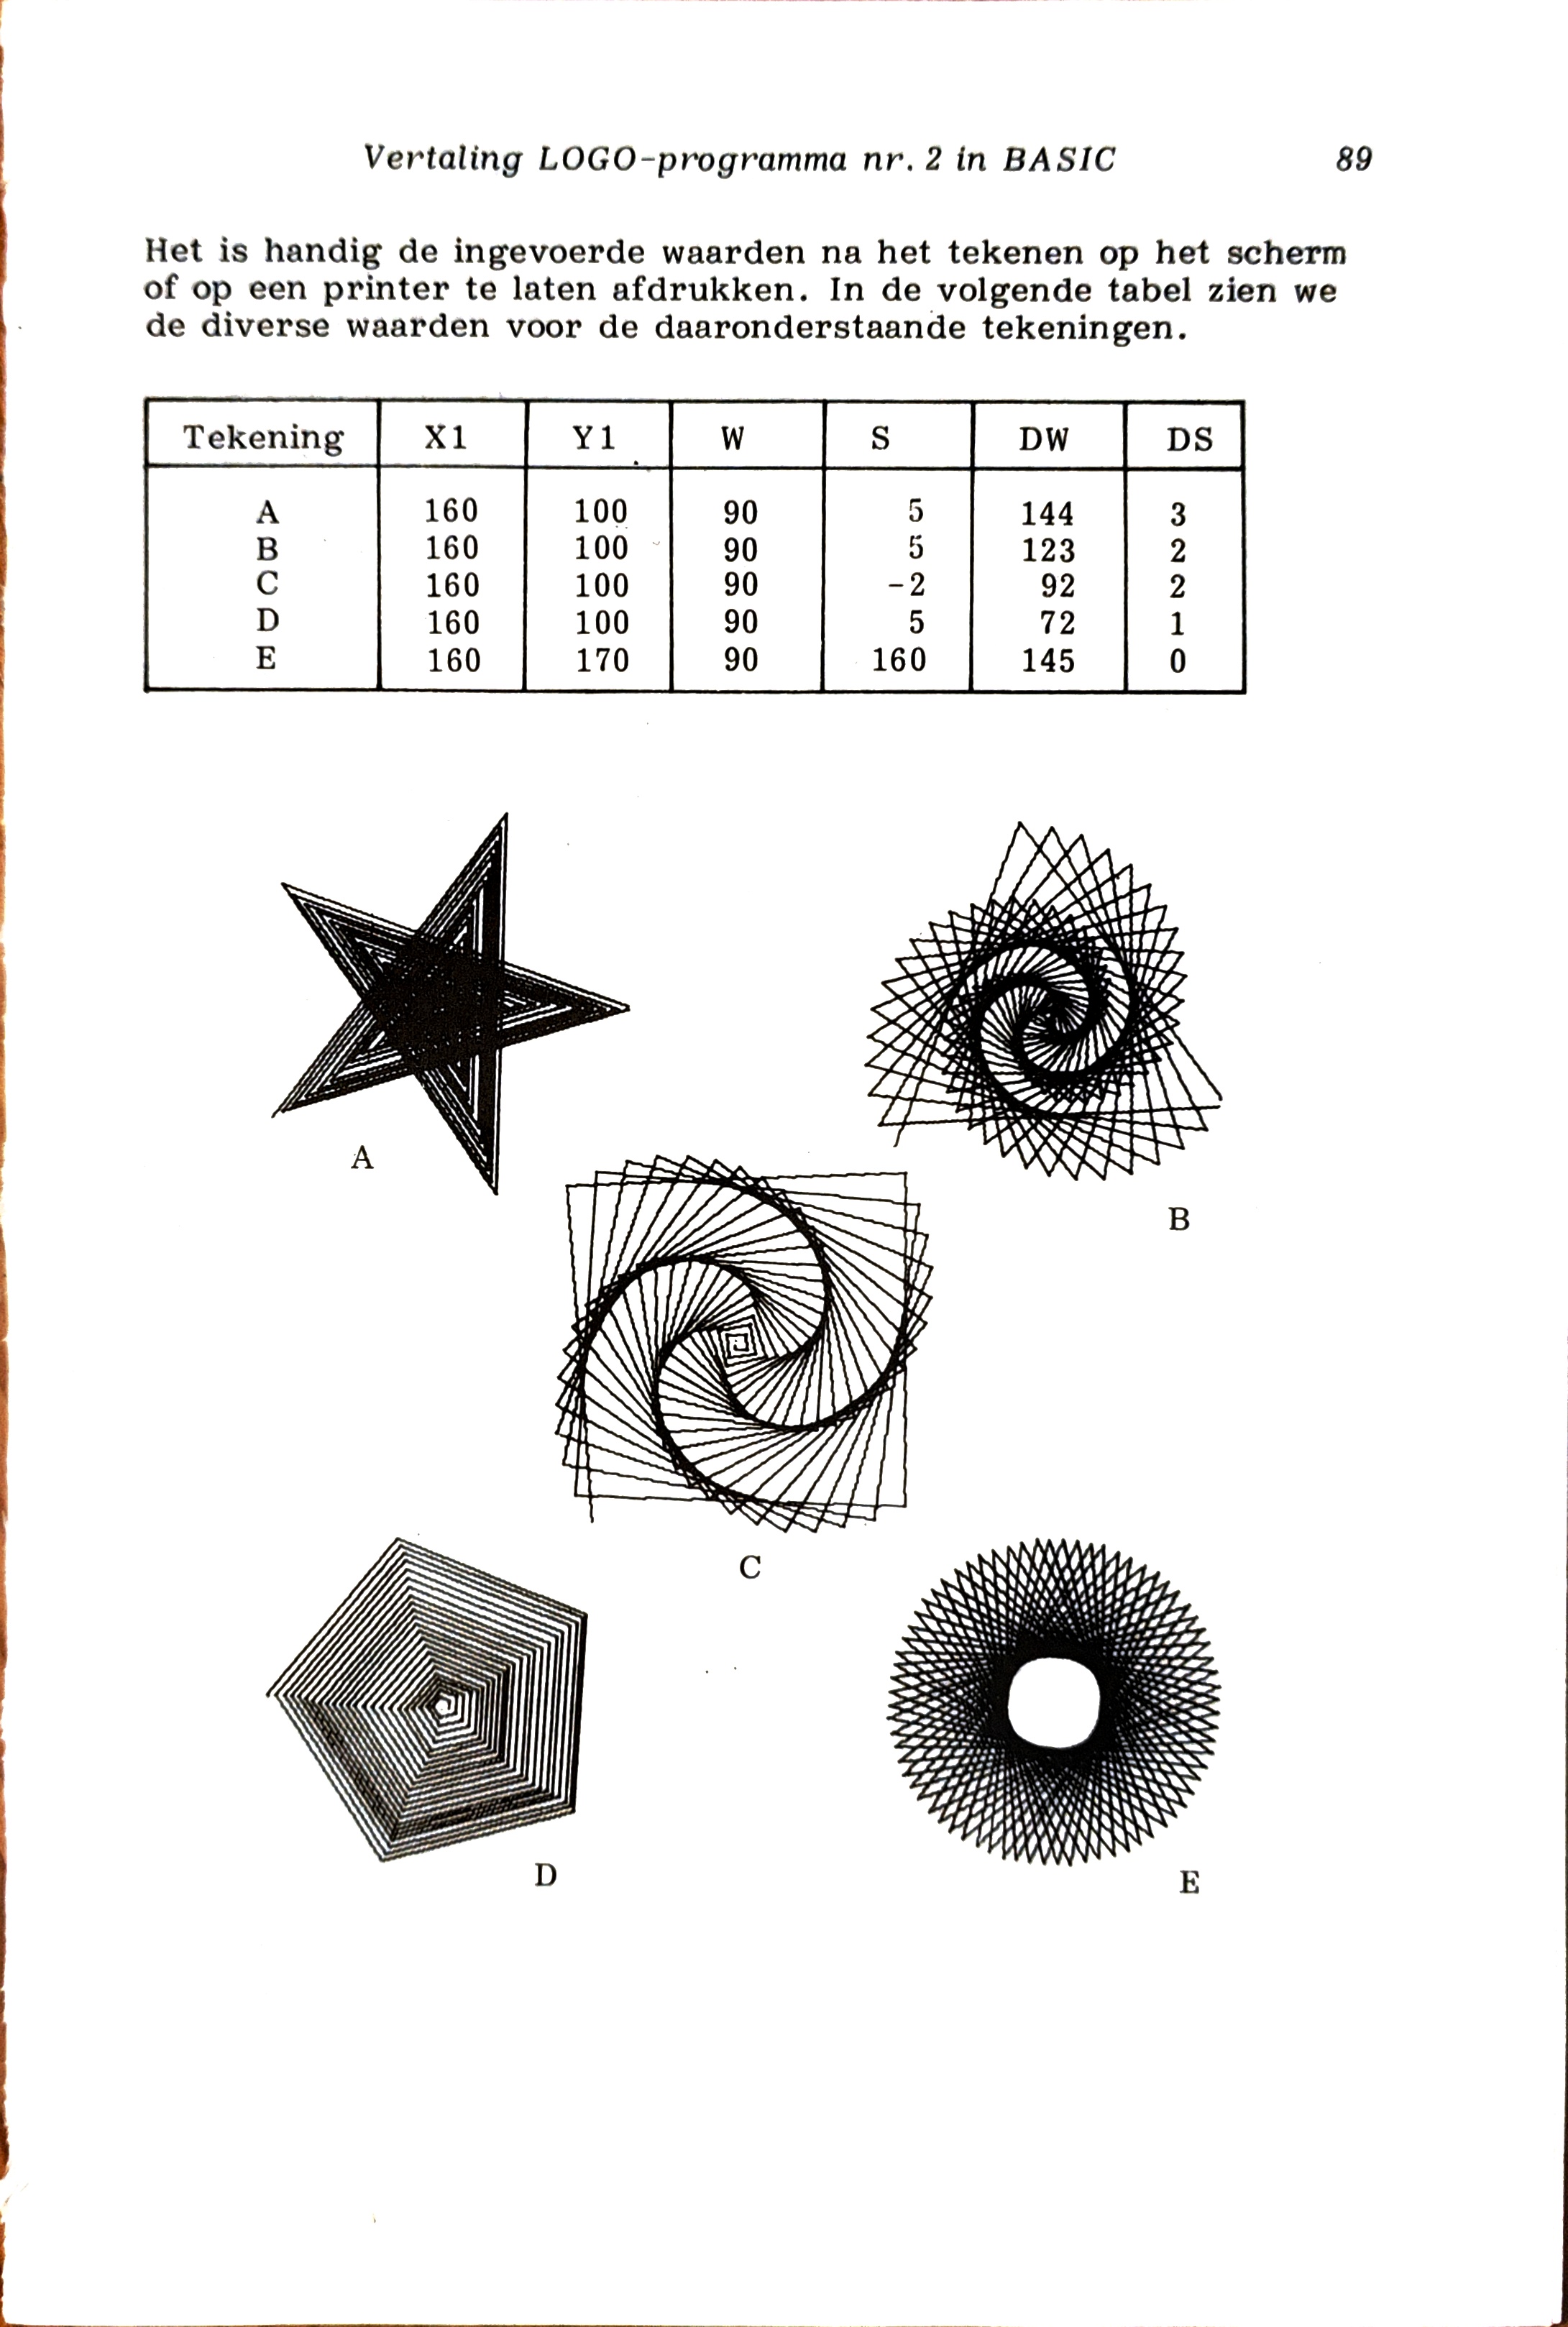 Vertaling LOGO-programma nr. 2 in BASIC 89
Het is handig de ingevoerde waarden na het tekenen op het scherm
of op een printer te laten afdrukken. In de volgende tabel zien we
de diverse waarden voor de daaronderstaande tekeningen.
Tekening X1 Y1 W S DW DS
A 160 100 90 5 144 3
B 160 100 90 5 123 2
C 160 100 90 -2 92 2
D 160 100 90 5 72 1
E 160 170 90 160 145 0
A
B
C
D
E